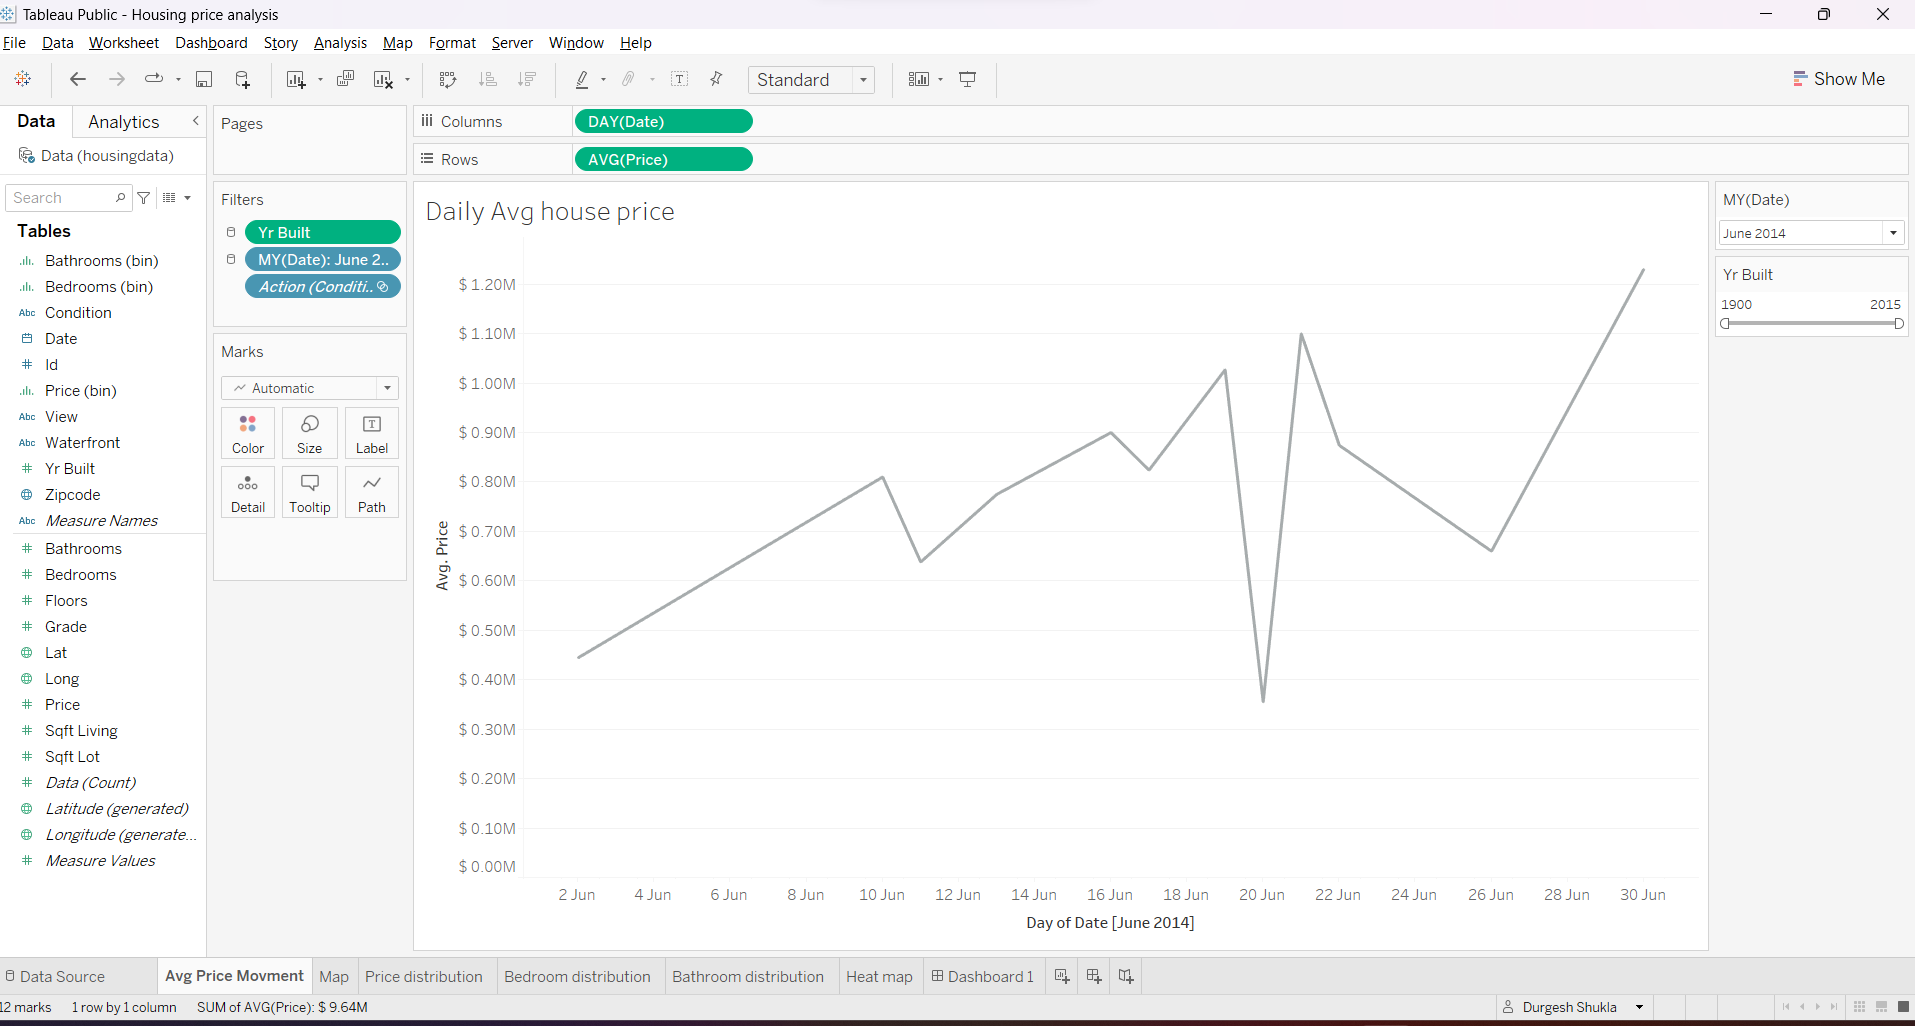 Tableau Public - Housing price analysis
File Data Worksheet Dashboard Story Analysis Map Format Server Window Help
Standard
Show Me
Data Analytics
Data (housingdata)
Search
Tables
Bathrooms (bin)
Bedrooms (bin)
Abc Condition
Date
Id
Price (bin)
Abc View
Abc Waterfront
Yr Built
Zipcode
Abc Measure Names
Bathrooms
Bedrooms
Floors
Grade
Lat
Long
Price
Sqft Living
Sqft Lot
Data (Count)
Latitude (generated)
Longitude (generate...
Measure Values
Pages
Filters
Yr Built
MY(Date): June 2..
Action (Conditi..
Marks
Automatic
Color Size Label
Detail Tooltip Path
Columns DAY(Date)
Rows AVG(Price)
Daily Avg house price
Avg. Price
$ 1.20M
$ 1.10M
$ 1.00M
$ 0.90M
$ 0.80M
$ 0.70M
$ 0.60M
$ 0.50M
$ 0.40M
$ 0.30M
$ 0.20M
$ 0.10M
$ 0.00M
2 Jun 4 Jun 6 Jun 8 Jun 10 Jun 12 Jun 14 Jun 16 Jun 18 Jun 20 Jun 22 Jun 24 Jun 26 Jun 28 Jun 30 Jun
Day of Date [June 2014]
MY(Date)
June 2014
Yr Built
1900 2015
Data Source Avg Price Movment Map Price distribution Bedroom distribution Bathroom distribution Heat map Dashboard 1
12 marks 1 row by 1 column SUM of AVG(Price): $ 9.64M Durgesh Shukla